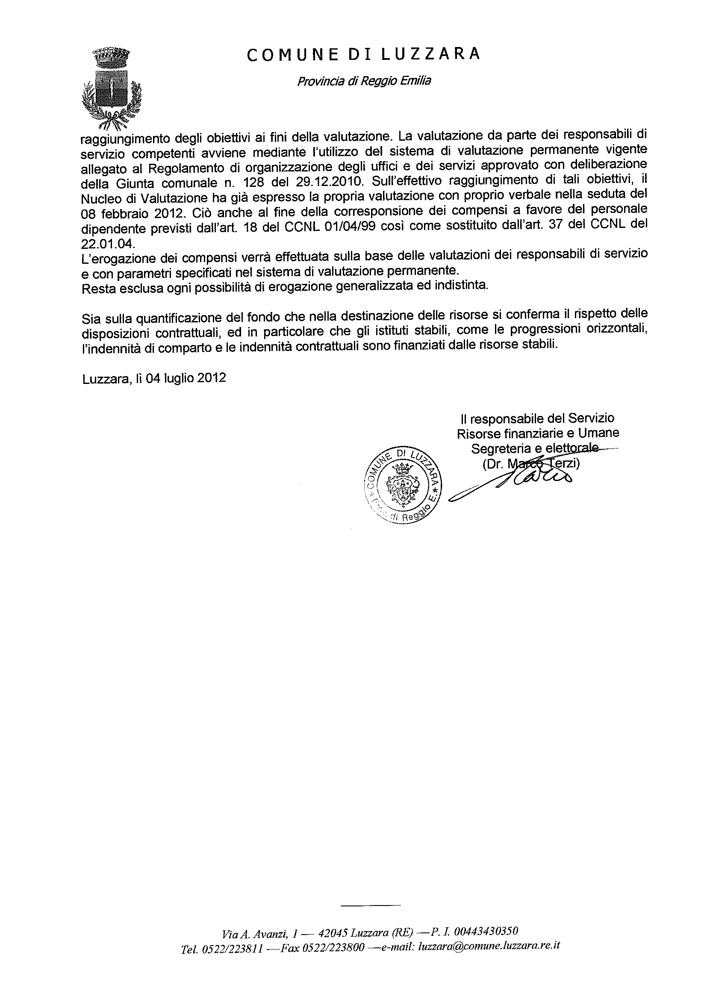 COMUNE DI LUZZARA
Provincia di Reggio Emilia
raggiungimento degli obiettivi ai fini della valutazione. La valutazione da parte dei responsabili di
servizio competenti avviene mediante l'utilizzo del sistema di valutazione permanente vigente
allegato al Regolamento di organizzazione degli uffici e dei servizi approvato con deliberazione
della Giunta comunale n. 128 del 29.12.2010. Sull'effettivo raggiungimento di tali obiettivi, il
Nucleo di Valutazione ha già espresso la propria valutazione con proprio verbale nella seduta del
08 febbraio 2012. Ciò anche al fine della corresponsione dei compensi a favore del personale
dipendente previsti dall'art. 18 del CCNL 01/04/99 così come sostituito dall'art. 37 del CCNL del
22.01.04.
L'erogazione dei compensi verrà effettuata sulla base delle valutazioni dei responsabili di servizio
e con parametri specificati nel sistema di valutazione permanente.
Resta esclusa ogni possibilità di erogazione generalizzata ed indistinta.
Sia sulla quantificazione del fondo che nella destinazione delle risorse si conferma il rispetto delle
disposizioni contrattuali, ed in particolare che gli istituti stabili, come le progressioni orizzontali,
l'indennità di comparto e le indennità contrattuali sono finanziati dalle risorse stabili.
Luzzara, lì 04 luglio 2012
Il responsabile del Servizio
Risorse finanziarie e Umane
Segreteria e elettorale
(Dr. Marco Terzi)
COMUNE DI LUZZARA
di Reggio E.
Via A. Avanzi, 1 — 42045 Luzzara (RE) —P. I. 00443430350
Tel. 0522/223811 —Fax 0522/223800 —e-mail: luzzara@comune.luzzara.re.it